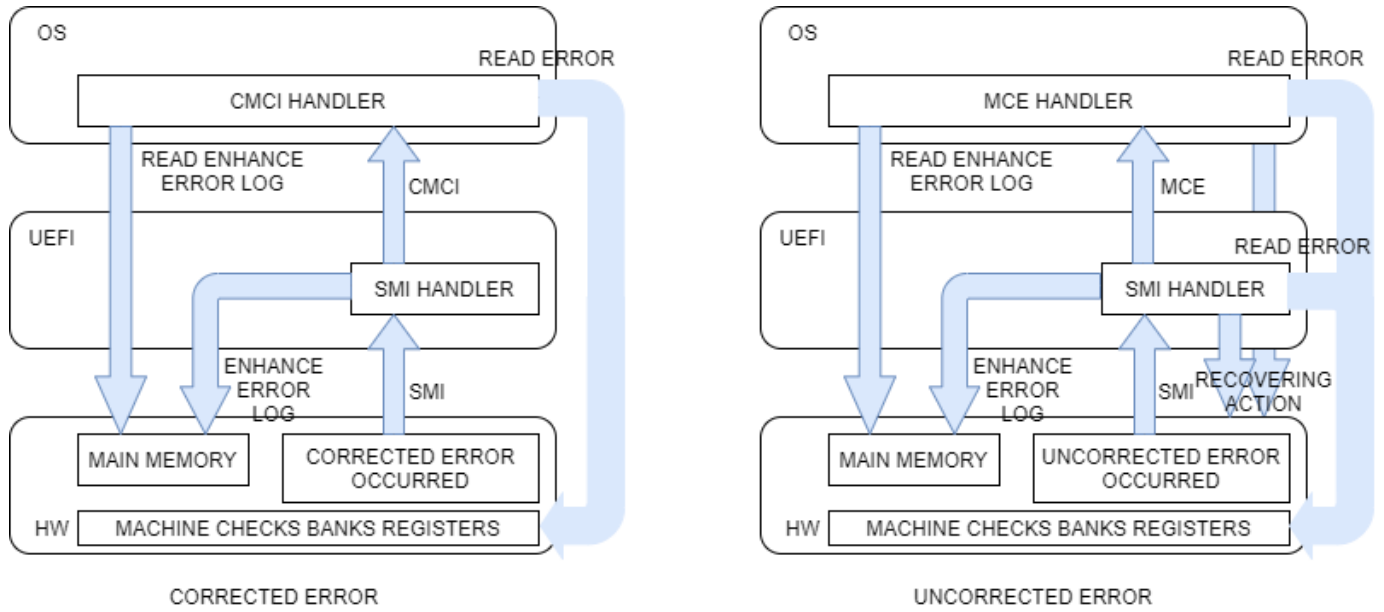 OS
READ ERROR
CMCI HANDLER
READ ENHANCE
ERROR LOG
CMCI
UEFI
SMI HANDLER
ENHANCE
ERROR
LOG
SMI
MAIN MEMORY
CORRECTED ERROR
OCCURRED
HW
MACHINE CHECKS BANKS REGISTERS
CORRECTED ERROR
OS
READ ERROR
MCE HANDLER
READ ENHANCE
ERROR LOG
MCE
UEFI
READ ERROR
SMI HANDLER
ENHANCE
ERROR
LOG
SMI
RECOVERING
ACTION
MAIN MEMORY
UNCORRECTED ERROR
OCCURRED
HW
MACHINE CHECKS BANKS REGISTERS
UNCORRECTED ERROR